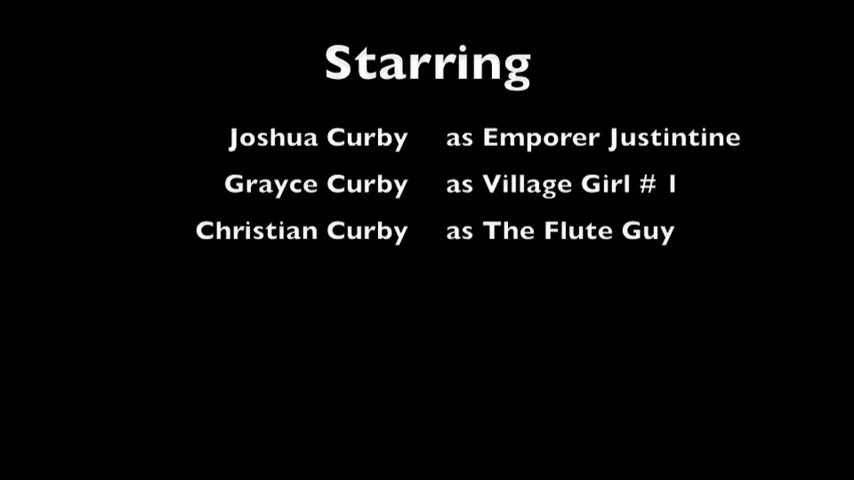 Starring
Joshua Curby as Emporer Justintine
Grayce Curby as Village Girl # 1
Christian Curby as The Flute Guy